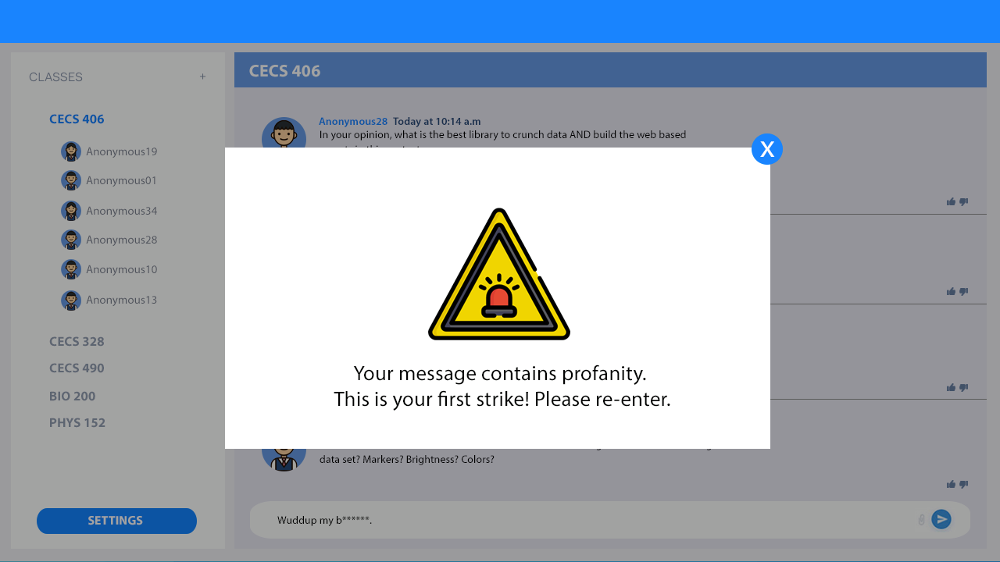 CLASSES +
CECS 406
Anonymous19
Anonymous01
Anonymous34
Anonymous28
Anonymous10
Anonymous13
CECS 328
CECS 490
BIO 200
PHYS 152
SETTINGS
CECS 406
Anonymous28 Today at 10:14 a.m
In your opinion, what is the best library to crunch data AND build the web based
X
Your message contains profanity.
This is your first strike! Please re-enter.
data set? Markers? Brightness? Colors?
Wuddup my b******.